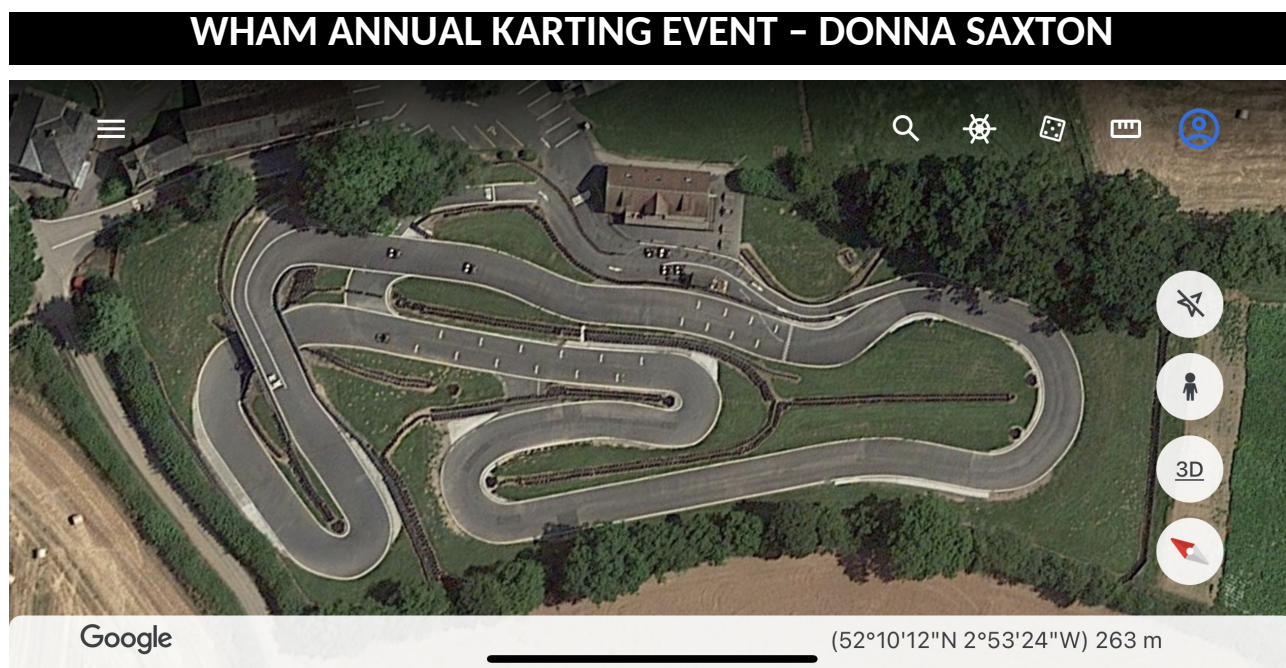 WHAM ANNUAL KARTING EVENT – DONNA SAXTON
3D
Google
(52°10'12"N 2°53'24"W) 263 m